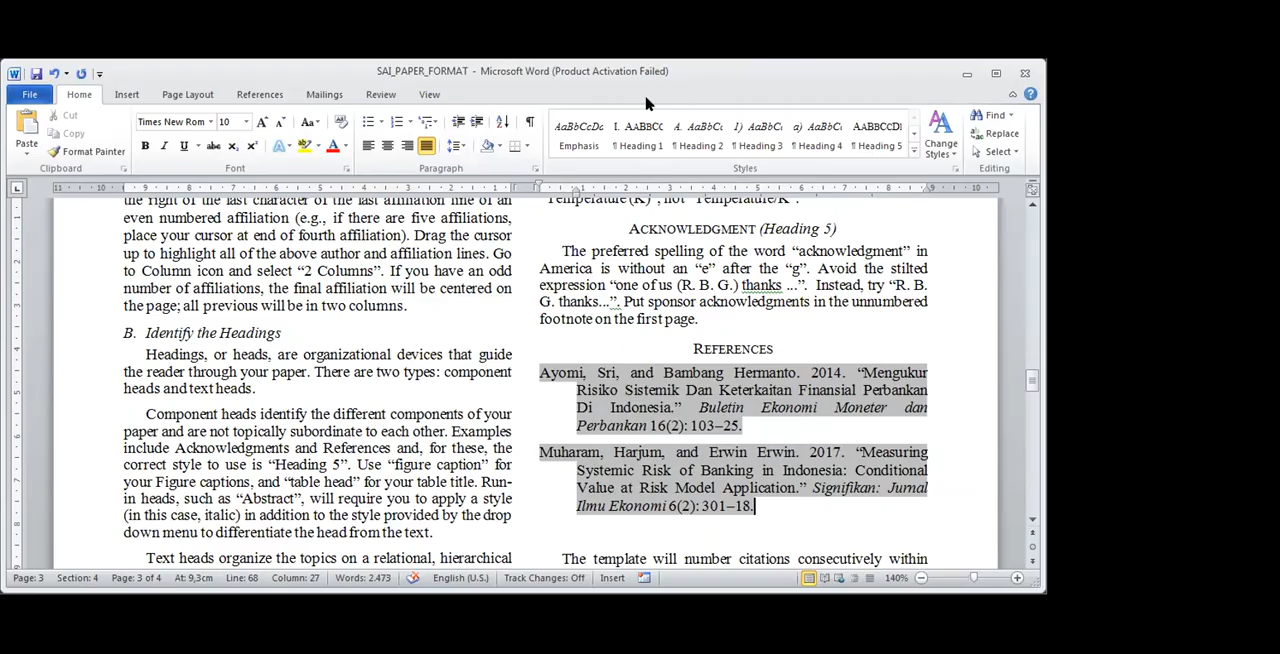 SAI_PAPER_FORMAT - Microsoft Word (Product Activation Failed)
File Home Insert Page Layout References Mailings Review View
Paste
Cut
Copy
Format Painter
Clipboard
Times New Rom 10
Font
Paragraph
AaBbCcDc I. AABBCC A. AaBbCc 1) AaBbC a) AaBbC AABBCCDI
Emphasis ¶ Heading 1 ¶ Heading 2 ¶ Heading 3 ¶ Heading 4 ¶ Heading 5
Styles
Change Styles
Find
Replace
Select
Editing
the right of the last character of the last affiliation line of an
even numbered affiliation (e.g., if there are five affiliations,
place your cursor at end of fourth affiliation). Drag the cursor
up to highlight all of the above author and affiliation lines. Go
to Column icon and select “2 Columns”. If you have an odd
number of affiliations, the final affiliation will be centered on
the page; all previous will be in two columns.
B. Identify the Headings
Headings, or heads, are organizational devices that guide
the reader through your paper. There are two types: component
heads and text heads.
Component heads identify the different components of your
paper and are not topically subordinate to each other. Examples
include Acknowledgments and References and, for these, the
correct style to use is “Heading 5”. Use “figure caption” for
your Figure captions, and “table head” for your table title. Run-
in heads, such as “Abstract”, will require you to apply a style
(in this case, italic) in addition to the style provided by the drop
down menu to differentiate the head from the text.
Text heads organize the topics on a relational, hierarchical
Temperature (K)”, not “Temperature/K”.
ACKNOWLEDGMENT (Heading 5)
The preferred spelling of the word “acknowledgment” in
America is without an “e” after the “g”. Avoid the stilted
expression “one of us (R. B. G.) thanks ...”. Instead, try “R. B.
G. thanks...”. Put sponsor acknowledgments in the unnumbered
footnote on the first page.
REFERENCES
Ayomi, Sri, and Bambang Hermanto. 2014. “Mengukur
Risiko Sistemik Dan Keterkaitan Finansial Perbankan
Di Indonesia.” Buletin Ekonomi Moneter dan
Perbankan 16(2): 103–25.
Muharam, Harjum, and Erwin Erwin. 2017. “Measuring
Systemic Risk of Banking in Indonesia: Conditional
Value at Risk Model Application.” Signifikan: Jurnal
Ilmu Ekonomi 6(2): 301–18.
The template will number citations consecutively within
Page: 3 Section: 4 Page: 3 of 4 At: 9,3cm Line: 68 Column: 27 Words: 2.473 English (U.S.) Track Changes: Off Insert 140%